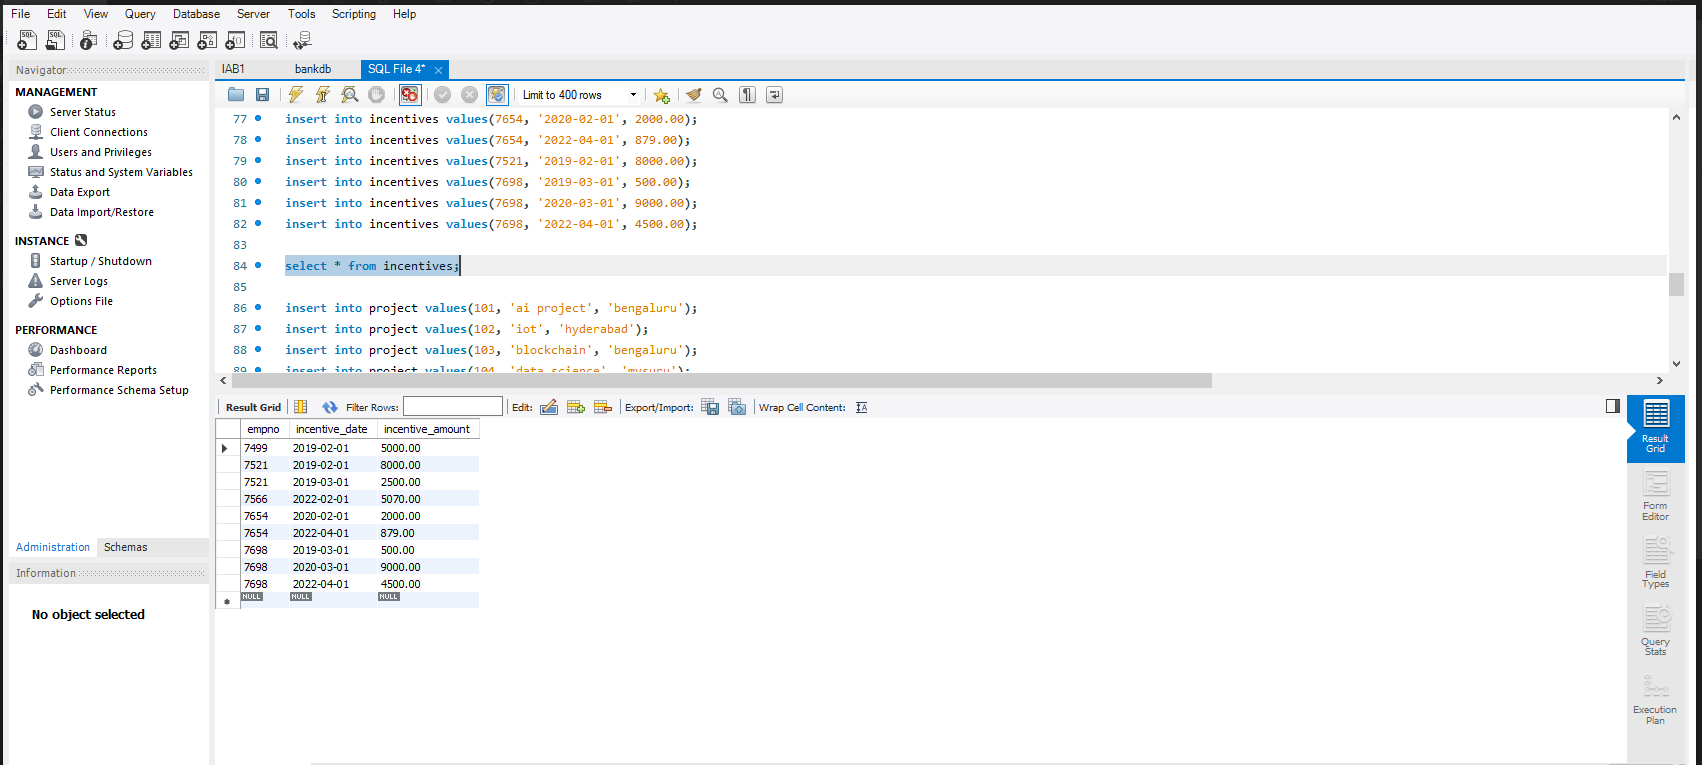 File Edit View Query Database Server Tools Scripting Help
Navigator
MANAGEMENT
Server Status
Client Connections
Users and Privileges
Status and System Variables
Data Export
Data Import/Restore
INSTANCE
Startup / Shutdown
Server Logs
Options File
PERFORMANCE
Dashboard
Performance Reports
Performance Schema Setup
Administration Schemas
Information
No object selected
IAB1 bankdb SQL File 4*
Limit to 400 rows
77 insert into incentives values(7654, '2020-02-01', 2000.00);
78 insert into incentives values(7654, '2022-04-01', 879.00);
79 insert into incentives values(7521, '2019-02-01', 8000.00);
80 insert into incentives values(7698, '2019-03-01', 500.00);
81 insert into incentives values(7698, '2020-03-01', 9000.00);
82 insert into incentives values(7698, '2022-04-01', 4500.00);
83
84 select * from incentives;
85
86 insert into project values(101, 'ai project', 'bengaluru');
87 insert into project values(102, 'iot', 'hyderabad');
88 insert into project values(103, 'blockchain', 'bengaluru');
89 insert into project values(104, 'data science', 'mysuru');
Result Grid Filter Rows: Edit: Export/Import: Wrap Cell Content:
empno incentive_date incentive_amount
7499 2019-02-01 5000.00
7521 2019-02-01 8000.00
7521 2019-03-01 2500.00
7566 2022-02-01 5070.00
7654 2020-02-01 2000.00
7654 2022-04-01 879.00
7698 2019-03-01 500.00
7698 2020-03-01 9000.00
7698 2022-04-01 4500.00
NULL NULL NULL
Result
Grid
Form
Editor
Field
Types
Query
Stats
Execution
Plan